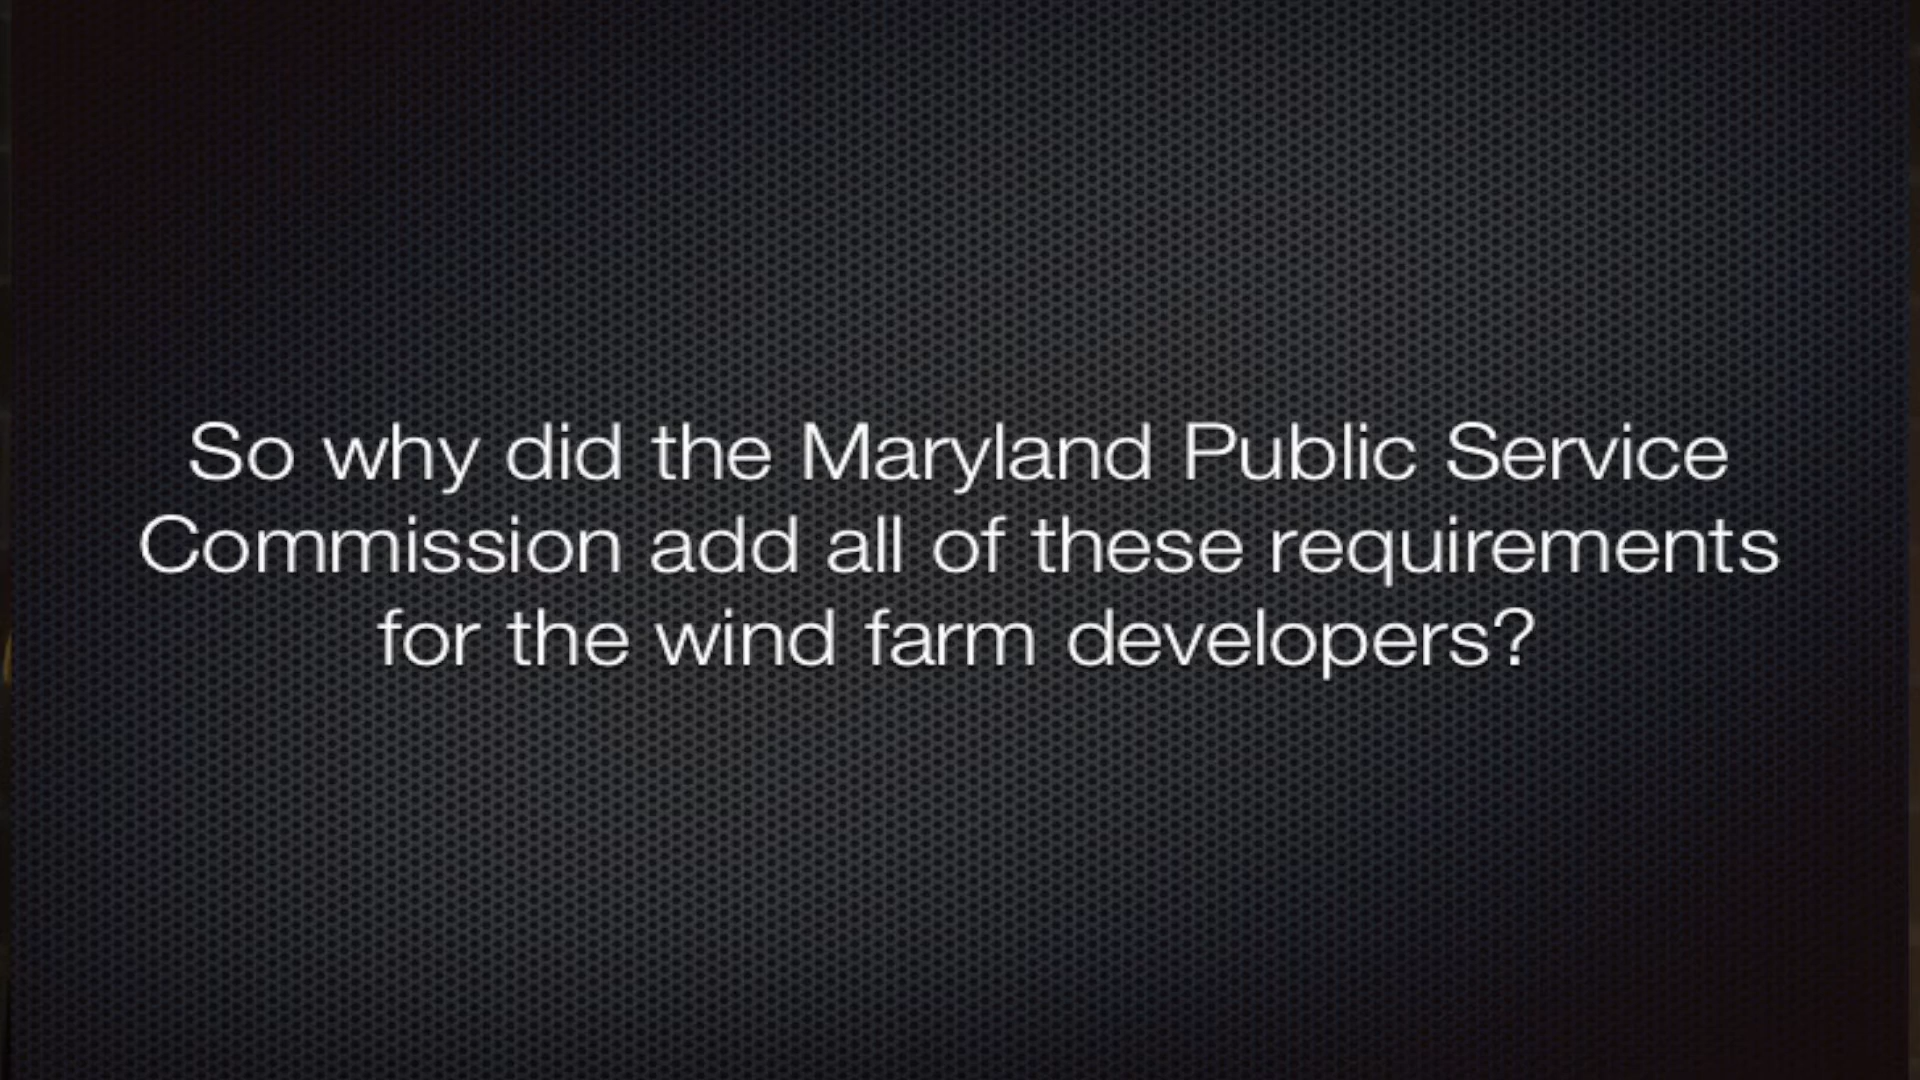 So why did the Maryland Public Service
Commission add all of these requirements
for the wind farm developers?